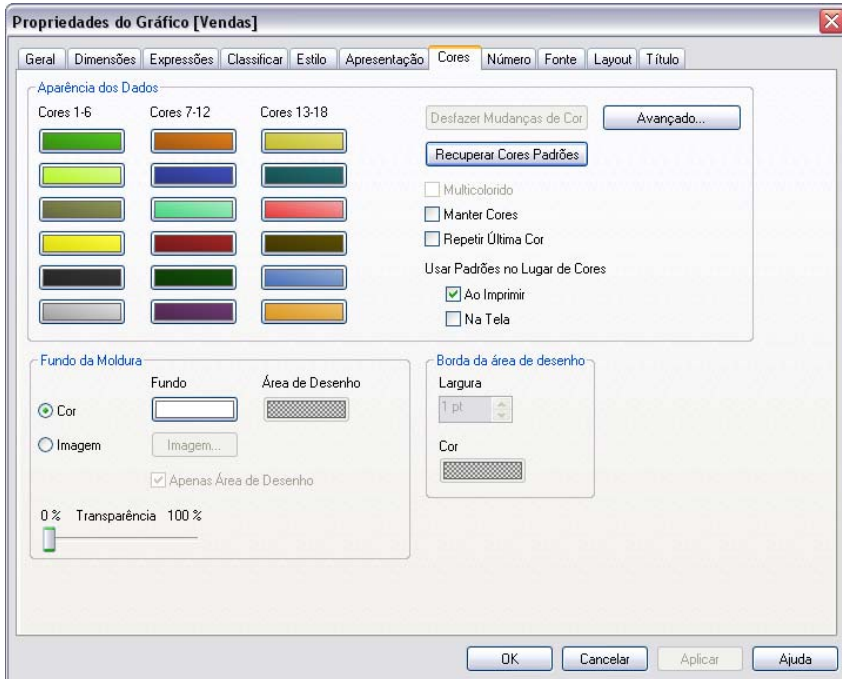 Propriedades do Gráfico [Vendas]
Geral Dimensões Expressões Classificar Estilo Apresentação Cores Número Fonte Layout Título
Aparência dos Dados
Cores 1-6 Cores 7-12 Cores 13-18
Desfazer Mudanças de Cor Avançado...
Recuperar Cores Padrões
Multicolorido
Manter Cores
Repetir Última Cor
Usar Padrões no Lugar de Cores
Ao Imprimir
Na Tela
Fundo da Moldura
Fundo Área de Desenho
Cor
Imagem Imagem...
Apenas Área de Desenho
0 % Transparência 100 %
Borda da área de desenho
Largura
1 pt
Cor
OK Cancelar Aplicar Ajuda